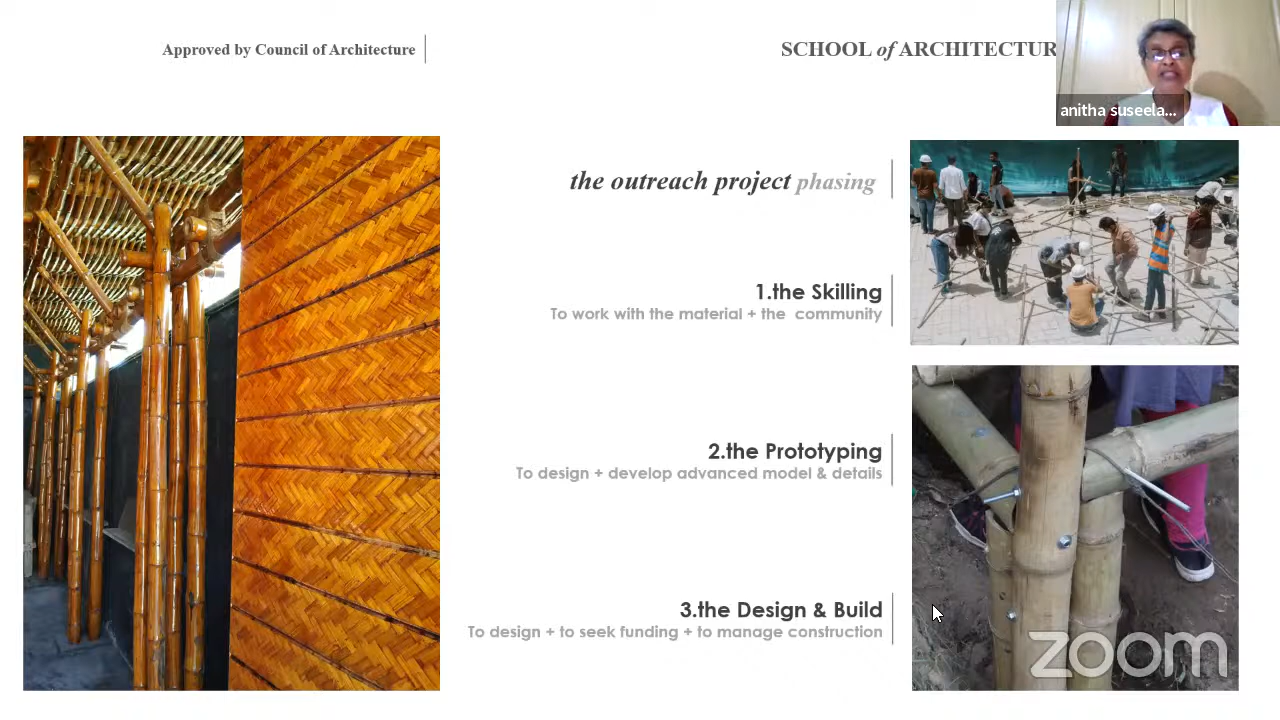 Approved by Council of Architecture
SCHOOL of ARCHITECTUR
anitha suseela...
the outreach project phasing
1.the Skilling
To work with the material + the community
2.the Prototyping
To design + develop advanced model & details
3.the Design & Build
To design + to seek funding + to manage construction
zoom